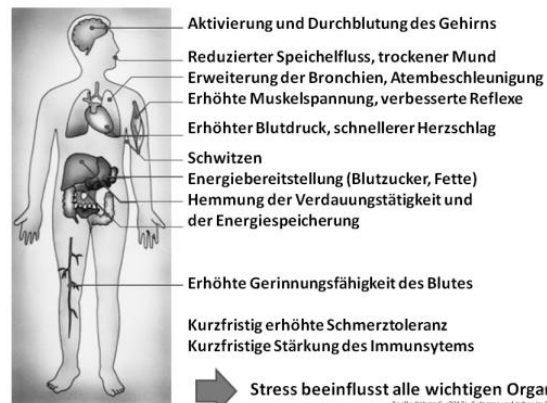 Aktivierung und Durchblutung des Gehirns
Reduzierter Speichelfluss, trockener Mund
Erweiterung der Bronchien, Atembeschleunigung
Erhöhte Muskelspannung, verbesserte Reflexe
Erhöhter Blutdruck, schnellerer Herzschlag
Schwitzen
Energiebereitstellung (Blutzucker, Fette)
Hemmung der Verdauungstätigkeit und
der Energiespeicherung
Erhöhte Gerinnungsfähigkeit des Blutes
Kurzfristig erhöhte Schmerztoleranz
Kurzfristige Stärkung des Immunsytems
Stress beeinflusst alle wichtigen Organ